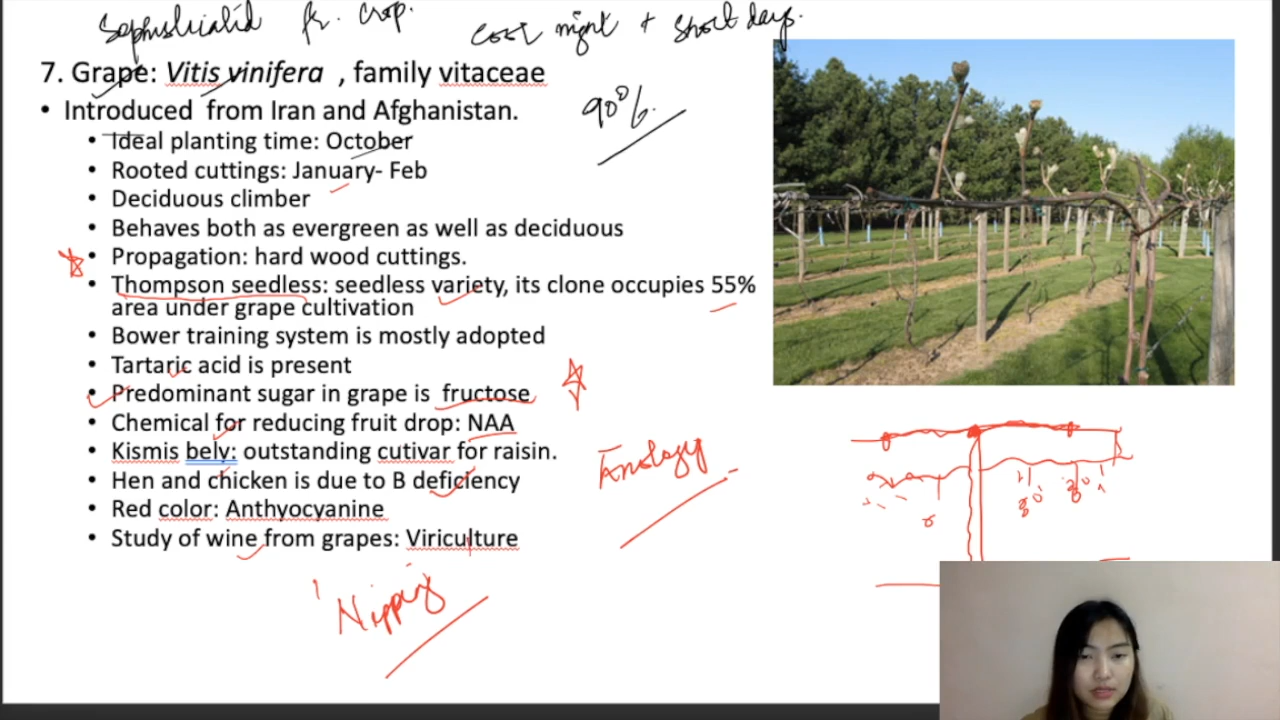 Sophisticated fr. crop.
Cool night + Short days.
7. Grape: Vitis vinifera , family vitaceae
• Introduced from Iran and Afghanistan.
90%.
• Ideal planting time: October
• Rooted cuttings: January- Feb
• Deciduous climber
• Behaves both as evergreen as well as deciduous
• Propagation: hard wood cuttings.
• Thompson seedless: seedless variety, its clone occupies 55%
area under grape cultivation
• Bower training system is mostly adopted
• Tartaric acid is present
• Predominant sugar in grape is fructose
• Chemical for reducing fruit drop: NAA
• Kismis bely: outstanding cutivar for raisin.
Enology
• Hen and chicken is due to B deficiency
• Red color: Anthyocyanine
• Study of wine from grapes: Viriculture
Nipping